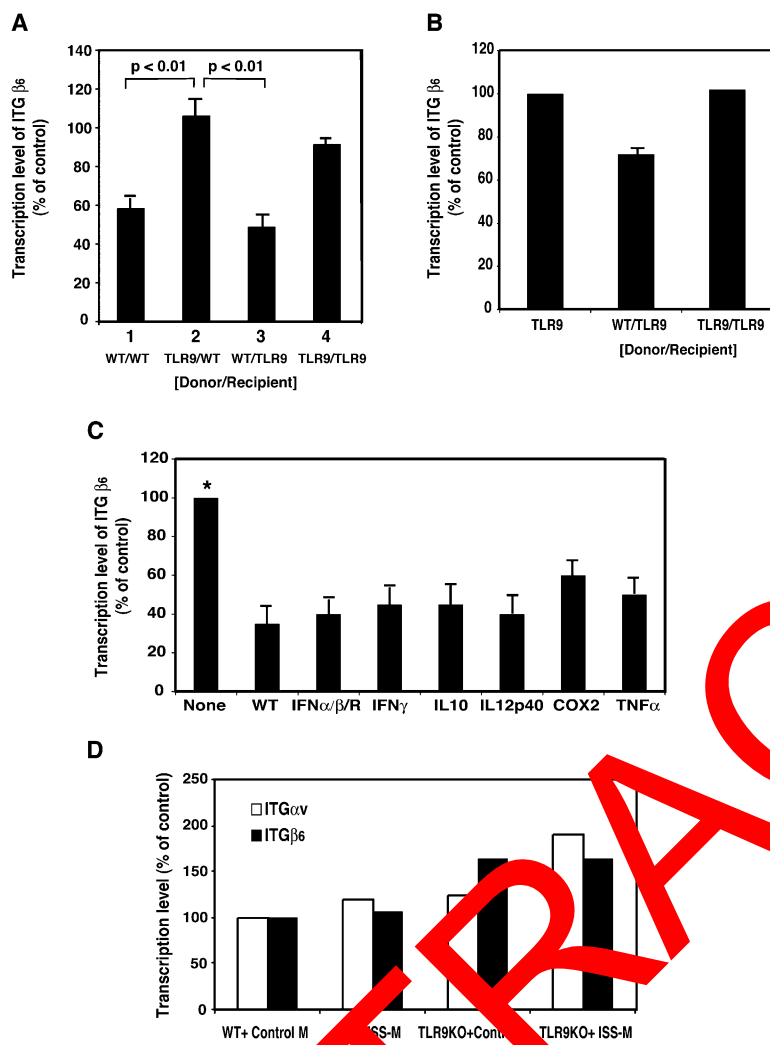 A
Transcription level of ITG β6
(% of control)
140
120
100
80
60
40
20
0
p < 0.01
p < 0.01
1
2
3
4
WT/WT
TLR9/WT
WT/TLR9
TLR9/TLR9
[Donor/Recipient]
B
Transcription level of ITG β6
(% of control)
120
100
80
60
40
20
0
TLR9
WT/TLR9
TLR9/TLR9
[Donor/Recipient]
C
Transcription level of ITG β6
(% of control)
120
100
80
60
40
20
0
*
None
WT
IFNα/β/R
IFNγ
IL10
IL12p40
COX2
TNFα
D
Transcription level (% of control)
250
200
150
100
50
0
ITGαv
ITGβ6
WT+ Control M
ISS-M
TLR9KO+Cont
TLR9KO+ ISS-M